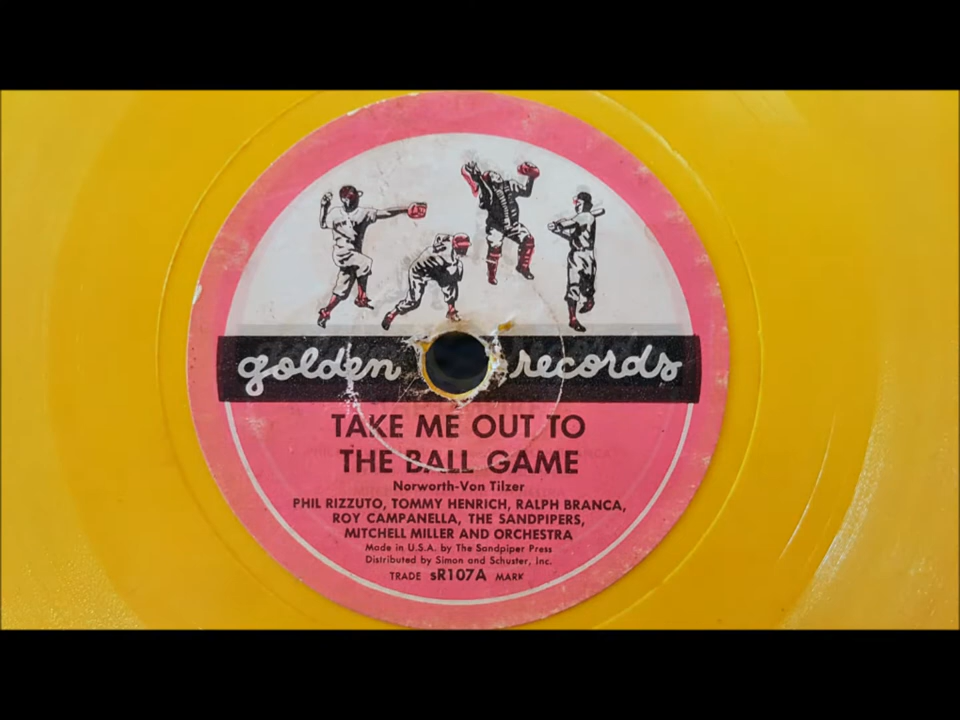 golden records
TAKE ME OUT TO
THE BALL GAME
Norworth-Von Tilzer
PHIL RIZZUTO, TOMMY HENRICH, RALPH BRANCA,
ROY CAMPANELLA, THE SANDPIPERS,
MITCHELL MILLER AND ORCHESTRA
Made in U.S.A. by The Sandpiper Press
Distributed by Simon and Schuster, Inc.
TRADE sR107A MARK